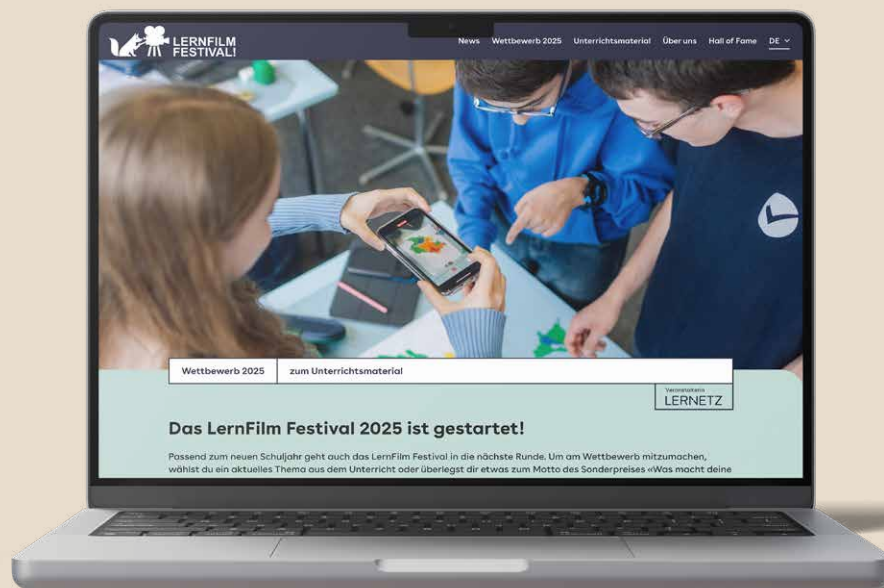 LERNFILM
FESTIVAL!
News Wettbewerb 2025 Unterrichtsmaterial Über uns Hall of Fame DE
Wettbewerb 2025 zum Unterrichtsmaterial
Veranstalterin
LERNETZ
Das LernFilm Festival 2025 ist gestartet!
Passend zum neuen Schuljahr geht auch das LernFilm Festival in die nächste Runde. Um am Wettbewerb mitzumachen,
wählst du ein aktuelles Thema aus dem Unterricht oder überlegst dir etwas zum Motto des Sonderpreises «Was macht deine